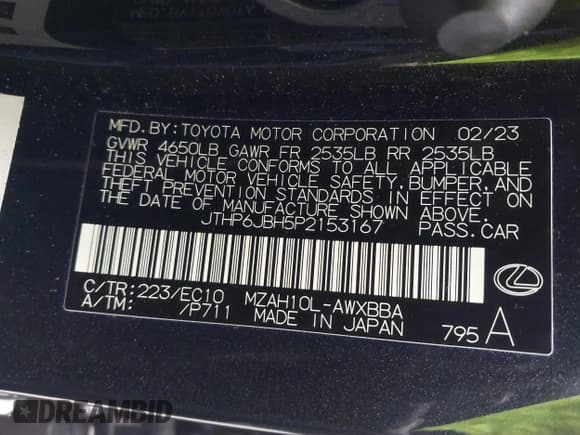 MFD. BY: TOYOTA MOTOR CORPORATION 02/23
GVWR 4650LB GAWR FR 2535LB RR 2535LB
THIS VEHICLE CONFORMS TO ALL APPLICABLE
FEDERAL MOTOR VEHICLE SAFETY, BUMPER, AND
THEFT PREVENTION STANDARDS IN EFFECT ON
THE DATE OF MANUFACTURE SHOWN ABOVE.
JTHP6JBH5P2153167 PASS. CAR
C/TR: 223/EC10 MZAH10L-AWXBBA
A/TM: /P711 MADE IN JAPAN 795 A
DREAMBID